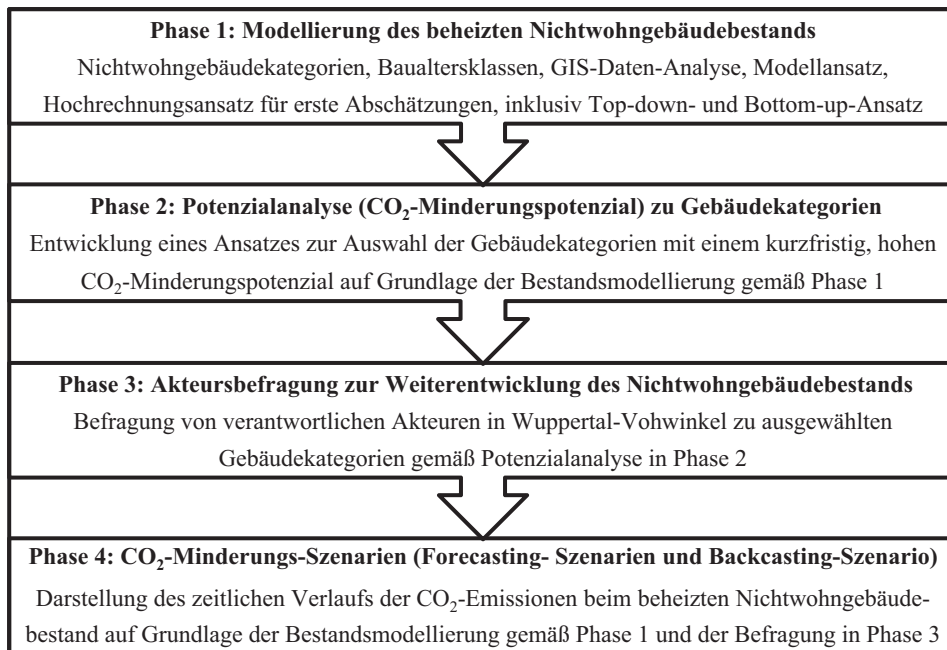 Phase 1: Modellierung des beheizten Nichtwohngebäudebestands
Nichtwohngebäudekategorien, Baualtersklassen, GIS-Daten-Analyse, Modellansatz,
Hochrechnungsansatz für erste Abschätzungen, inklusiv Top-down- und Bottom-up-Ansatz
Phase 2: Potenzialanalyse (CO₂-Minderungspotenzial) zu Gebäudekategorien
Entwicklung eines Ansatzes zur Auswahl der Gebäudekategorien mit einem kurzfristig, hohen
CO₂-Minderungspotenzial auf Grundlage der Bestandsmodellierung gemäß Phase 1
Phase 3: Akteursbefragung zur Weiterentwicklung des Nichtwohngebäudebestands
Befragung von verantwortlichen Akteuren in Wuppertal-Vohwinkel zu ausgewählten
Gebäudekategorien gemäß Potenzialanalyse in Phase 2
Phase 4: CO₂-Minderungs-Szenarien (Forecasting- Szenarien und Backcasting-Szenario)
Darstellung des zeitlichen Verlaufs der CO₂-Emissionen beim beheizten Nichtwohngebäude-
bestand auf Grundlage der Bestandsmodellierung gemäß Phase 1 und der Befragung in Phase 3